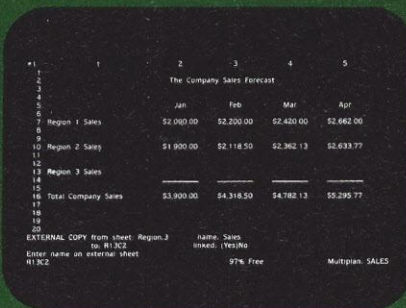 #1 1 2 3 4 5
1
2 The Company Sales Forecast
3
4
5 Jan Feb Mar Apr
6
7 Region 1 Sales $2,000.00 $2,200.00 $2,420.00 $2,662.00
8
9
10 Region 2 Sales $1,900.00 $2,118.50 $2,362.13 $2,633.77
11
12
13 Region 3 Sales
14
15
16 Total Company Sales $3,900.00 $4,318.50 $4,782.13 $5,295.77
17
18
19
20
EXTERNAL COPY from sheet: Region.3 name: Sales
to: R13C2 linked: (Yes)No
Enter name on external sheet
R13C2 97% Free Multiplan: SALES